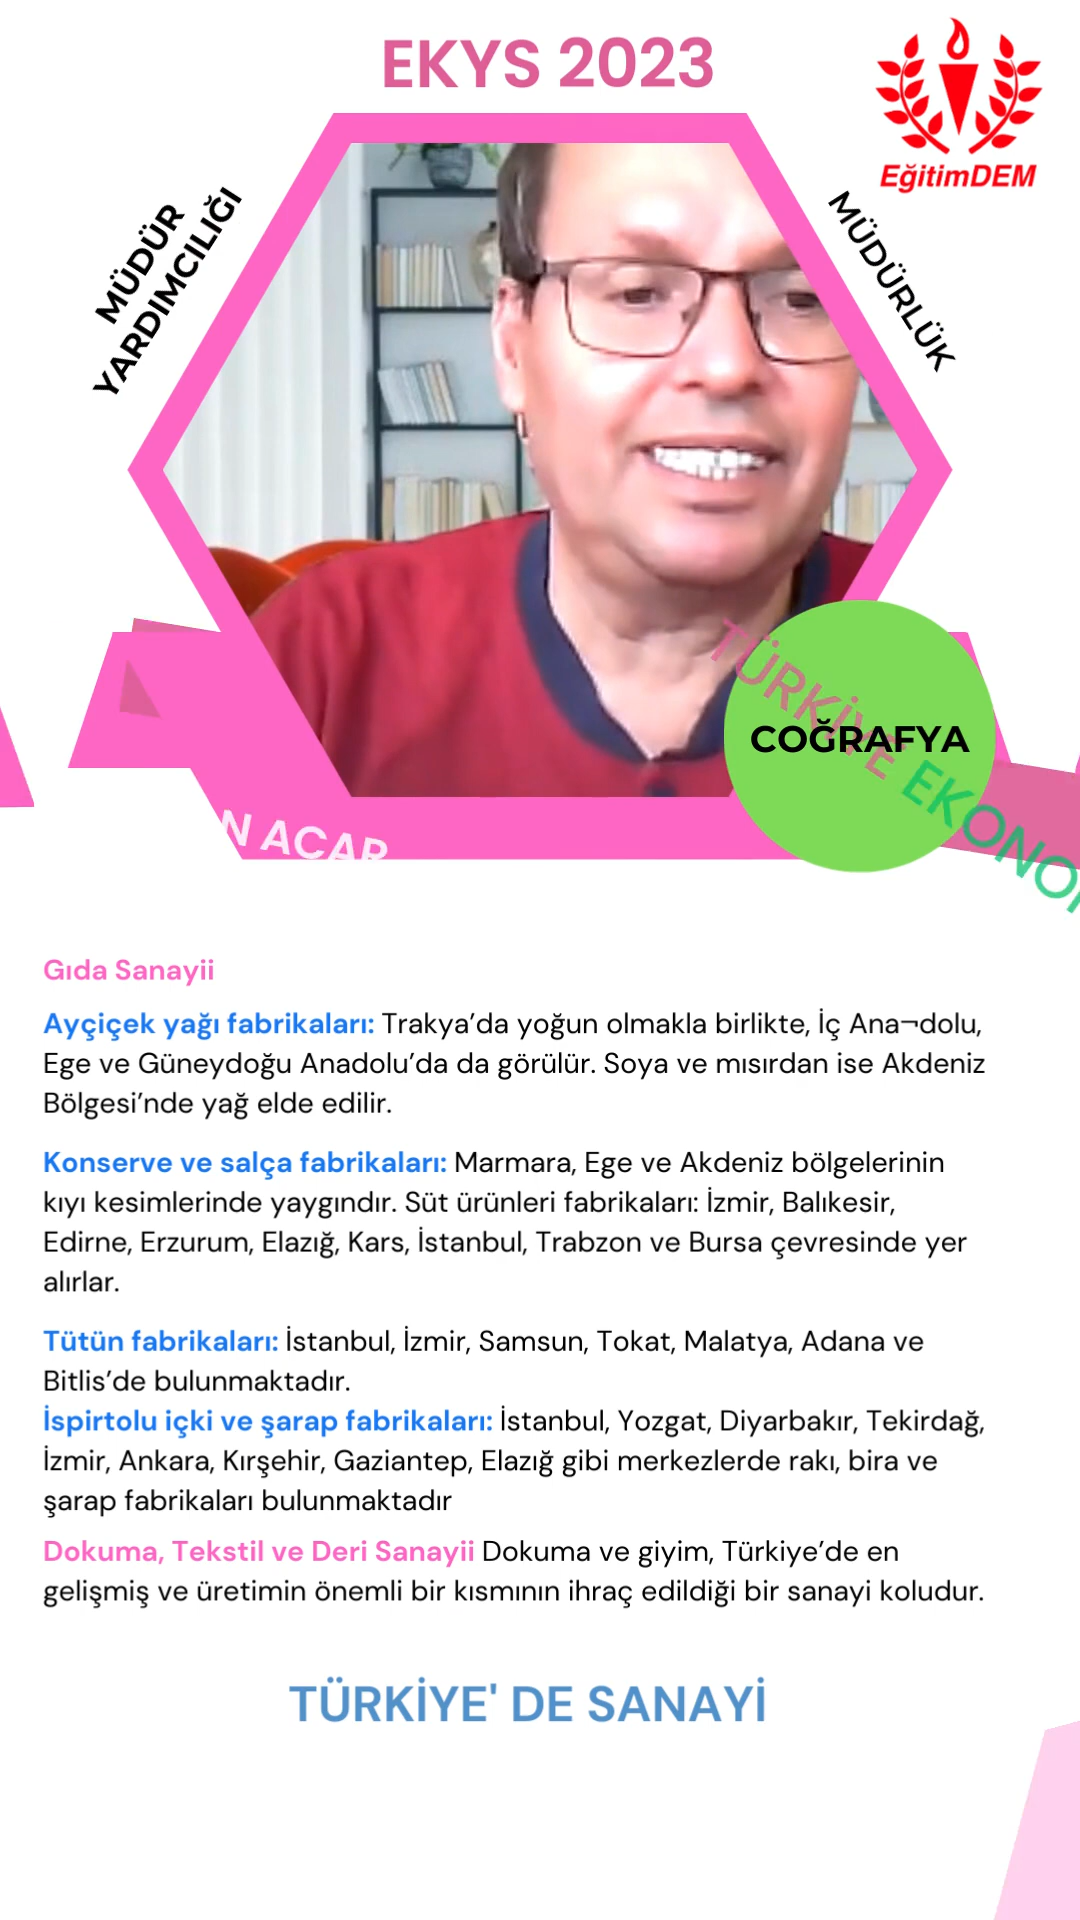 EKYS 2023
EğitimDEM
MÜDÜR
YARDIMCILIĞI
MÜDÜRLÜK
TÜRKİYE
COĞRAFYA
N ACAR
Gıda Sanayii
Ayçiçek yağı fabrikaları: Trakya’da yoğun olmakla birlikte, İç Ana¬dolu,
Ege ve Güneydoğu Anadolu’da da görülür. Soya ve mısırdan ise Akdeniz
Bölgesi’nde yağ elde edilir.
Konserve ve salça fabrikaları: Marmara, Ege ve Akdeniz bölgelerinin
kıyı kesimlerinde yaygındır. Süt ürünleri fabrikaları: İzmir, Balıkesir,
Edirne, Erzurum, Elazığ, Kars, İstanbul, Trabzon ve Bursa çevresinde yer
alırlar.
Tütün fabrikaları: İstanbul, İzmir, Samsun, Tokat, Malatya, Adana ve
Bitlis’de bulunmaktadır.
İspirtolu içki ve şarap fabrikaları: İstanbul, Yozgat, Diyarbakır, Tekirdağ,
İzmir, Ankara, Kırşehir, Gaziantep, Elazığ gibi merkezlerde rakı, bira ve
şarap fabrikaları bulunmaktadır
Dokuma, Tekstil ve Deri Sanayii Dokuma ve giyim, Türkiye’de en
gelişmiş ve üretimin önemli bir kısmının ihraç edildiği bir sanayi koludur.
TÜRKİYE' DE SANAYİ